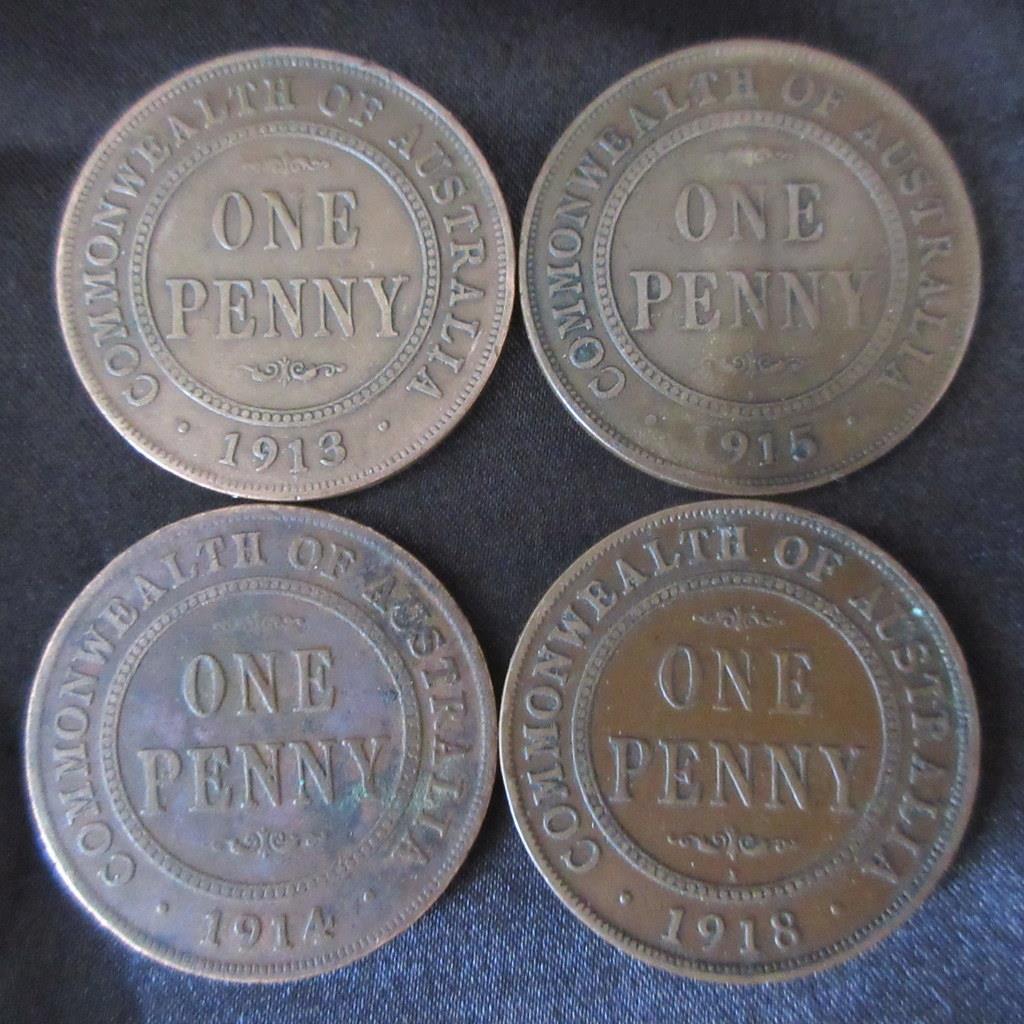 COMMONWEALTH OF AUSTRALIA
ONE
PENNY
· 1913 ·
COMMONWEALTH OF AUSTRALIA
ONE
PENNY
· 1915 ·
COMMONWEALTH OF AUSTRALIA
ONE
PENNY
· 1914 ·
COMMONWEALTH OF AUSTRALIA
ONE
PENNY
· 1918 ·